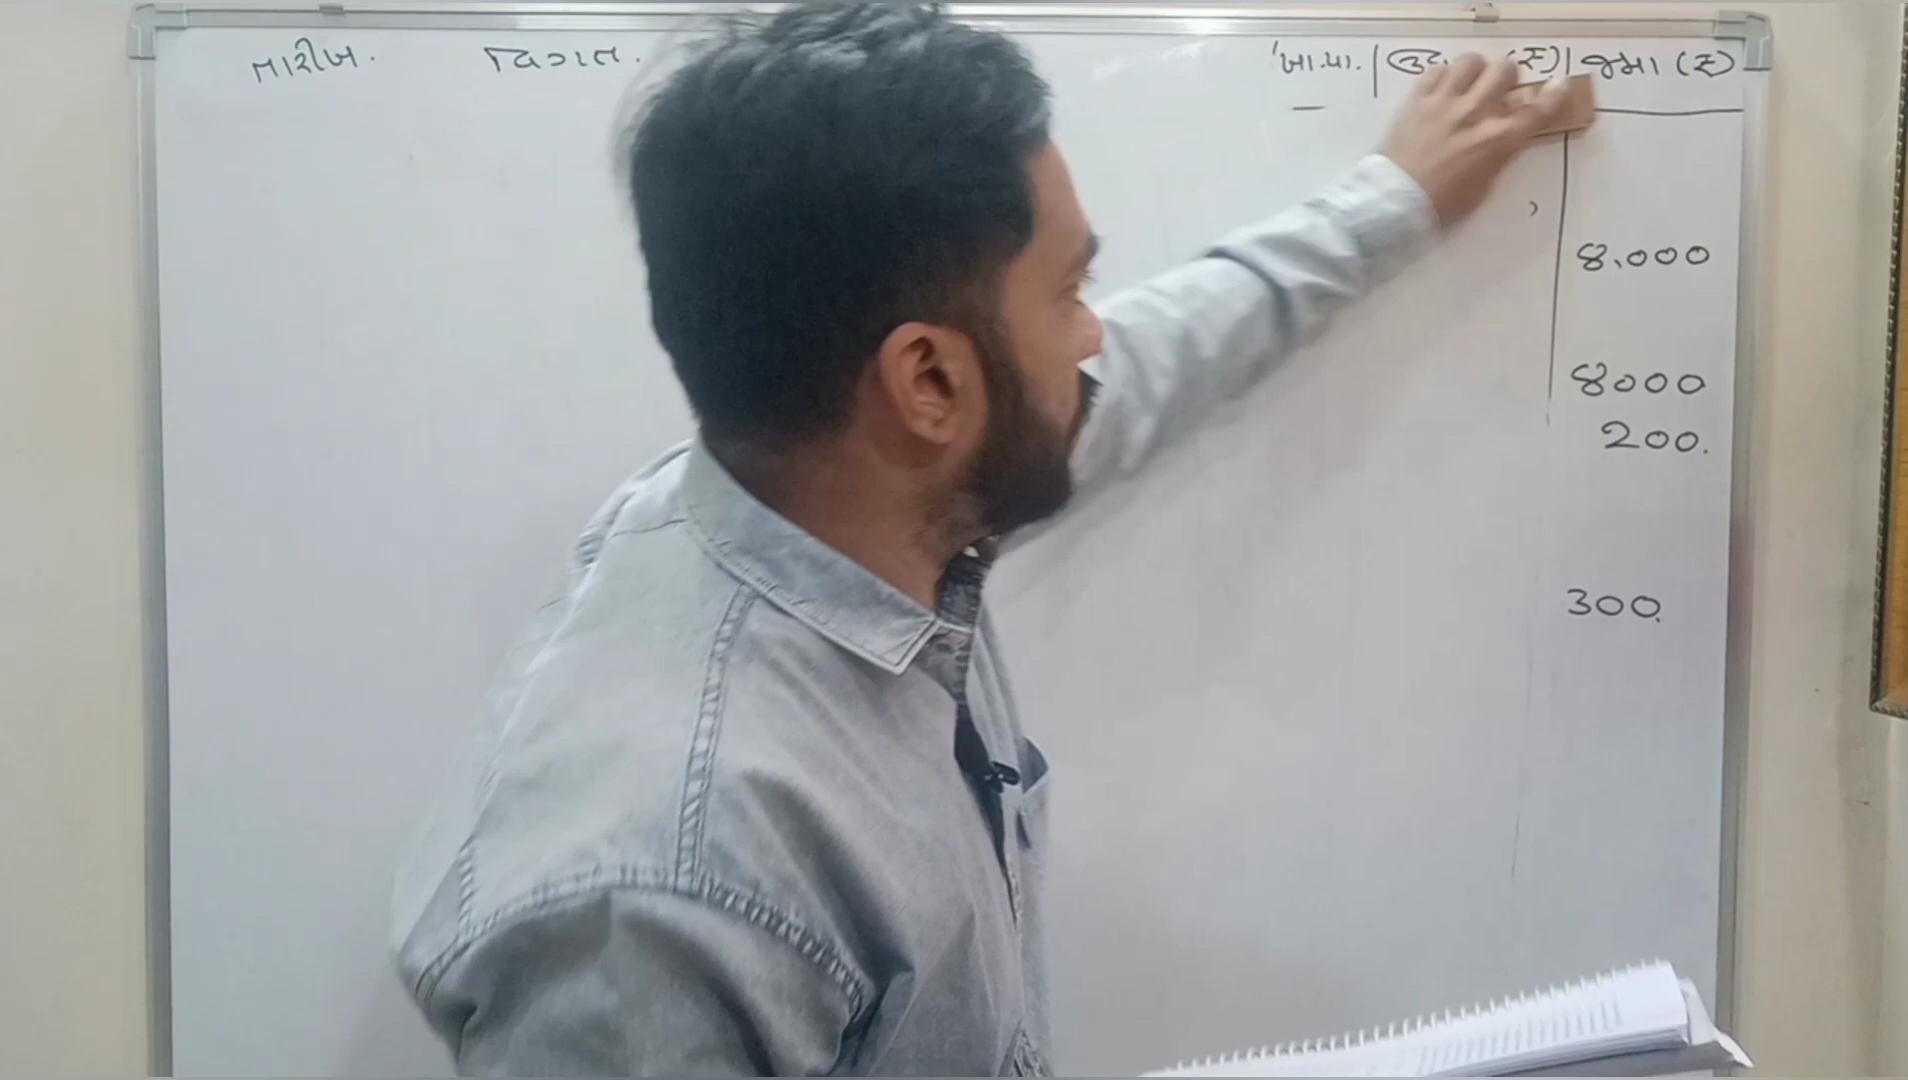 તારીખ. વિગત. ખા.પા. (₹) જમા (₹)
8,000
8000
200.
300.